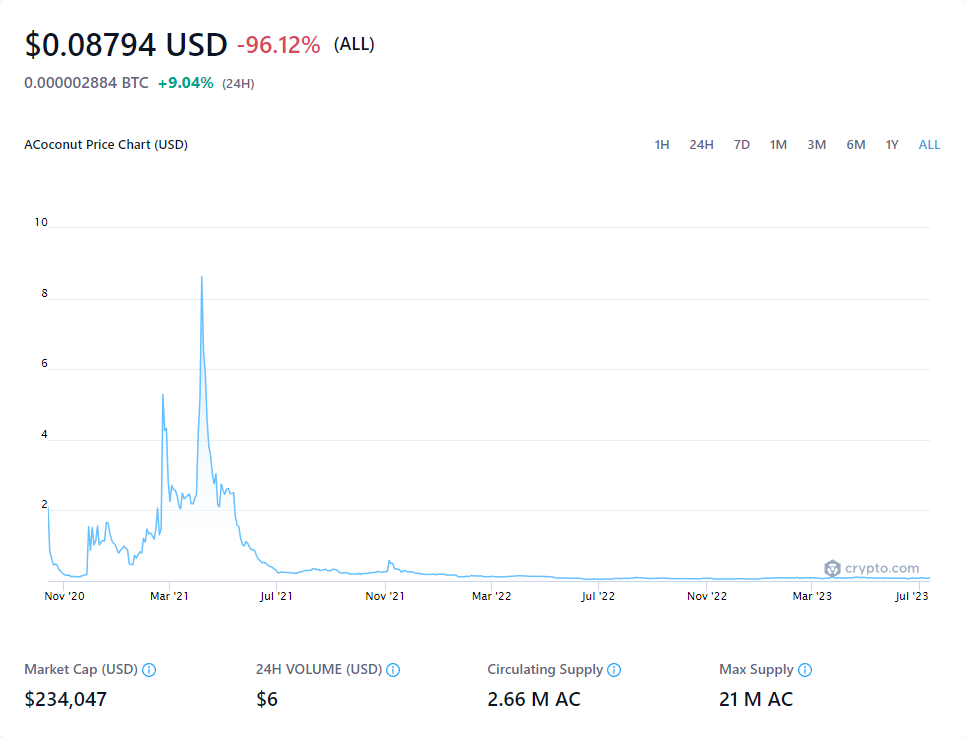 $0.08794 USD -96.12% (ALL)
0.000002884 BTC +9.04% (24H)
ACoconut Price Chart (USD) 1H 24H 7D 1M 3M 6M 1Y ALL
10
8
6
4
2
crypto.com
Nov '20 Mar '21 Jul '21 Nov '21 Mar '22 Jul '22 Nov '22 Mar '23 Jul '23
Market Cap (USD) 24H VOLUME (USD) Circulating Supply Max Supply
$234,047 $6 2.66 M AC 21 M AC